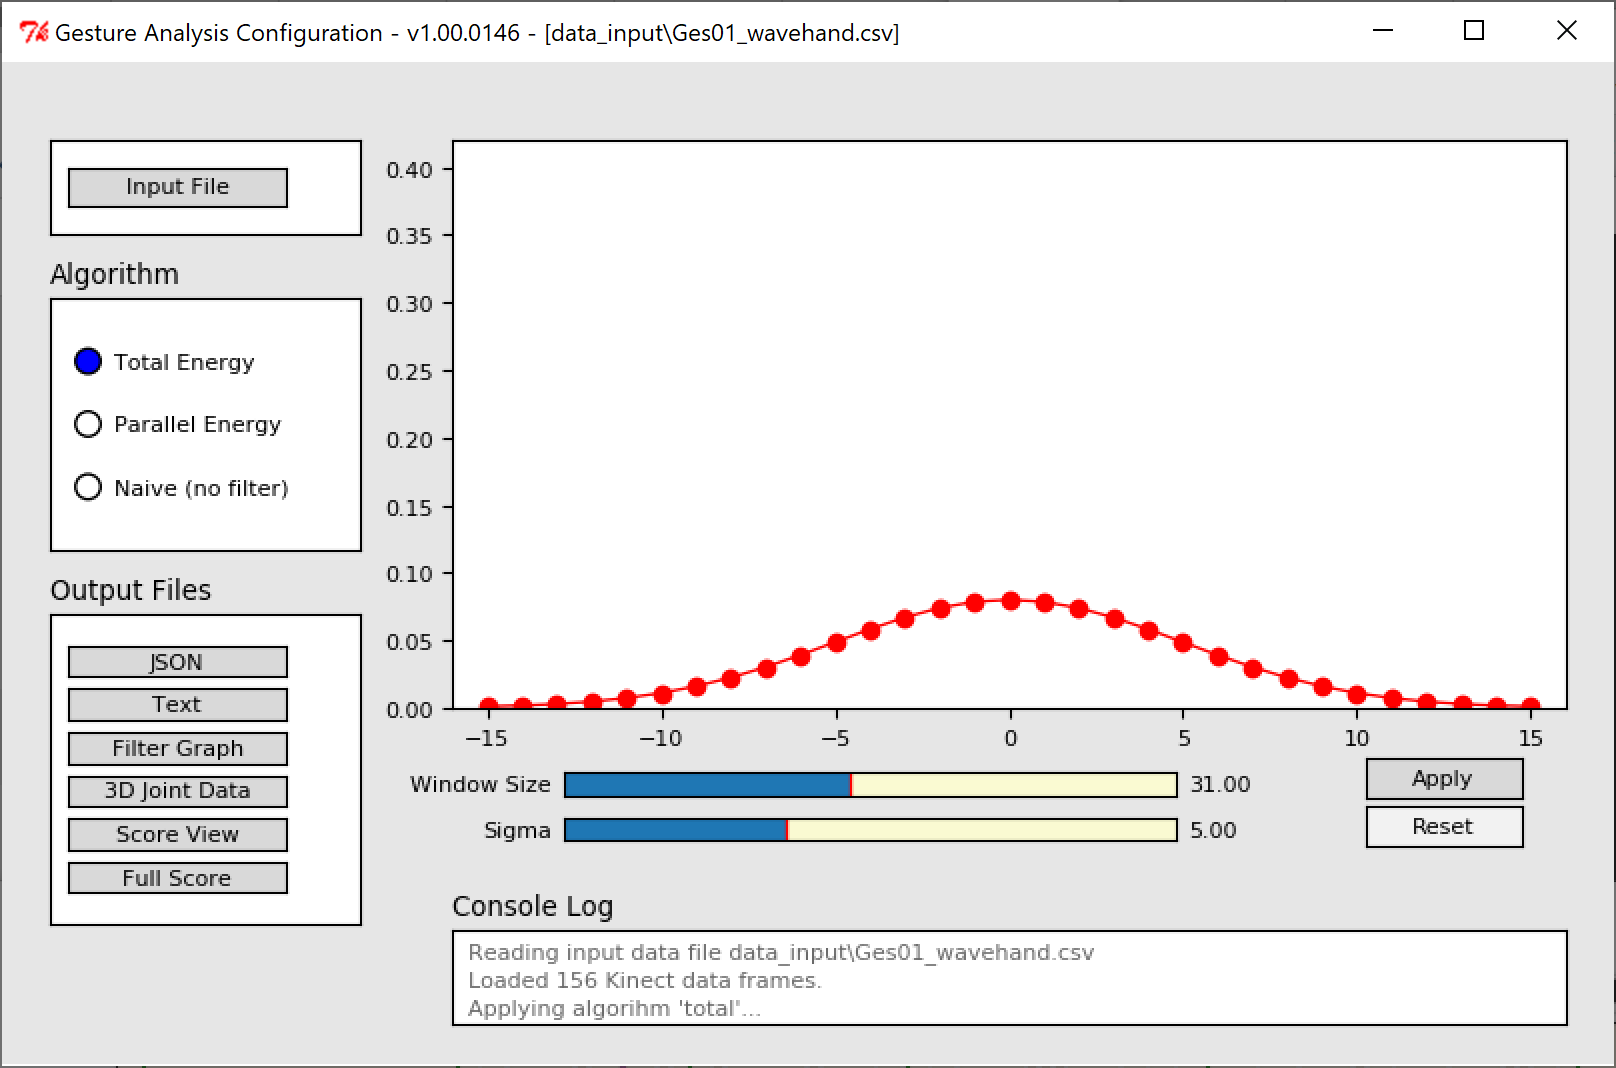 Gesture Analysis Configuration - v1.00.0146 - [data_input\Ges01_wavehand.csv]
Input File
Algorithm
Total Energy
Parallel Energy
Naive (no filter)
Output Files
JSON
Text
Filter Graph
3D Joint Data
Score View
Full Score
0.40
0.35
0.30
0.25
0.20
0.15
0.10
0.05
0.00
−15 −10 −5 0 5 10 15
Window Size 31.00
Sigma 5.00
Apply
Reset
Console Log
Reading input data file data_input\Ges01_wavehand.csv
Loaded 156 Kinect data frames.
Applying algorihm 'total'...